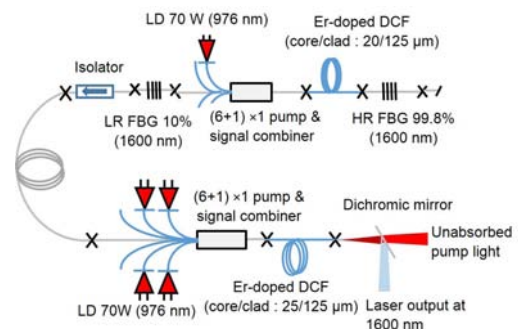 LD 70 W (976 nm)
Er-doped DCF
(core/clad : 20/125 µm)
Isolator
LR FBG 10%
(1600 nm)
(6+1) ×1 pump &
signal combiner
HR FBG 99.8%
(1600 nm)
(6+1) ×1 pump &
signal combiner
Dichromic mirror
Unabsorbed
pump light
Er-doped DCF
(core/clad : 25/125 µm)
LD 70W (976 nm)
Laser output at
1600 nm